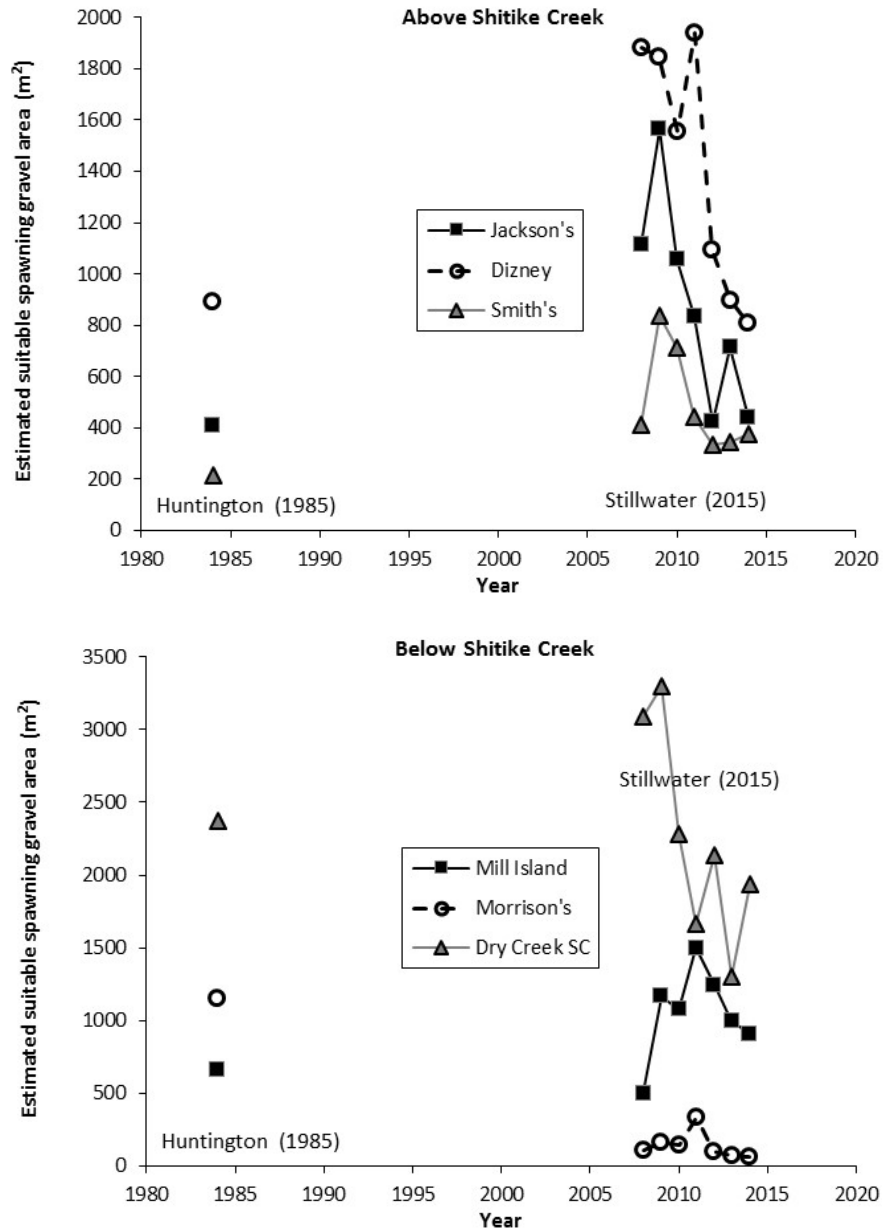 Above Shitike Creek
Estimated suitable spawning gravel area (m²)
2000
1800
1600
1400
1200
1000
800
600
400
200
0
Jackson's
Dizney
Smith's
Huntington (1985)
Stillwater (2015)
1980 1985 1990 1995 2000 2005 2010 2015 2020
Year
Below Shitike Creek
Estimated suitable spawning gravel area (m²)
3500
3000
2500
2000
1500
1000
500
0
Stillwater (2015)
Mill Island
Morrison's
Dry Creek SC
Huntington (1985)
1980 1985 1990 1995 2000 2005 2010 2015 2020
Year